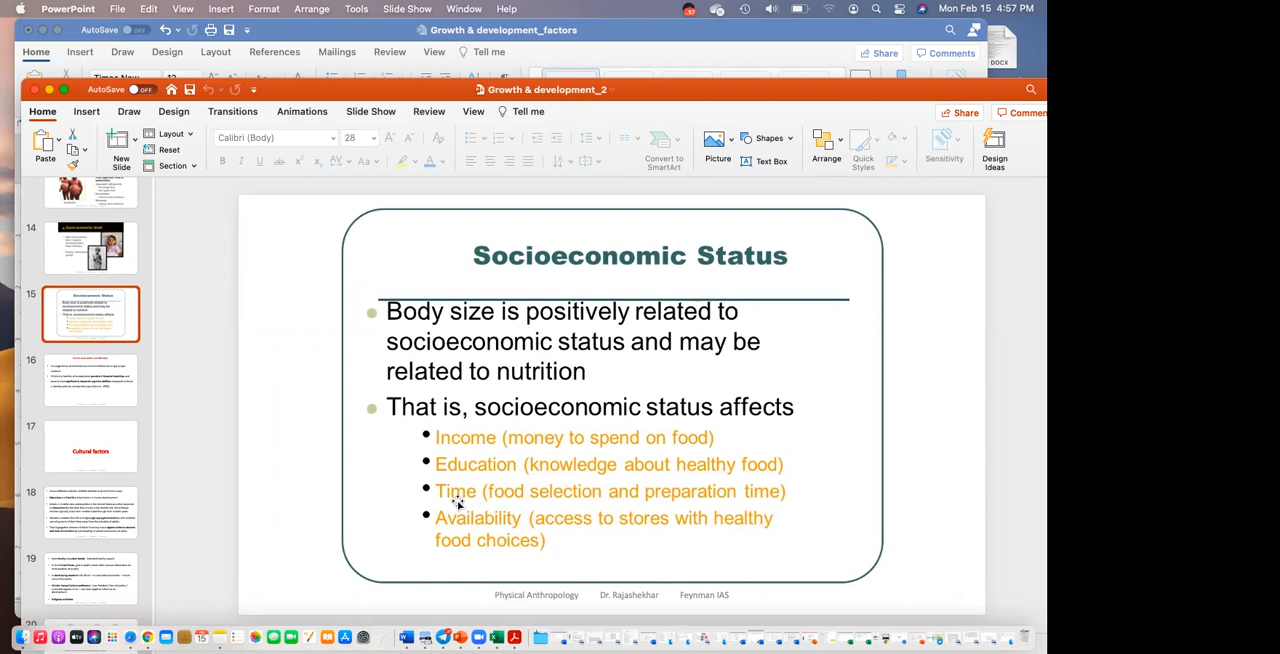 PowerPoint File Edit View Insert Format Arrange Tools Slide Show Window Help Mon Feb 15 4:57 PM
AutoSave OFF Growth & development_factors
Home Insert Draw Design Layout References Mailings Review View Tell me Share Comments
DOCX
AutoSave OFF Growth & development_2
Home Insert Draw Design Transitions Animations Slide Show Review View Tell me Share Commen
Paste New Slide Layout Reset Section Calibri (Body) 28 Convert to SmartArt Picture Shapes Text Box Arrange Quick Styles Sensitivity Design Ideas
14
15
16
17
Cultural factors
18
19
Socioeconomic Status
Body size is positively related to
socioeconomic status and may be
related to nutrition
That is, socioeconomic status affects
Income (money to spend on food)
Education (knowledge about healthy food)
Time (food selection and preparation time)
Availability (access to stores with healthy
food choices)
Physical Anthropology Dr. Rajashekhar Feynman IAS